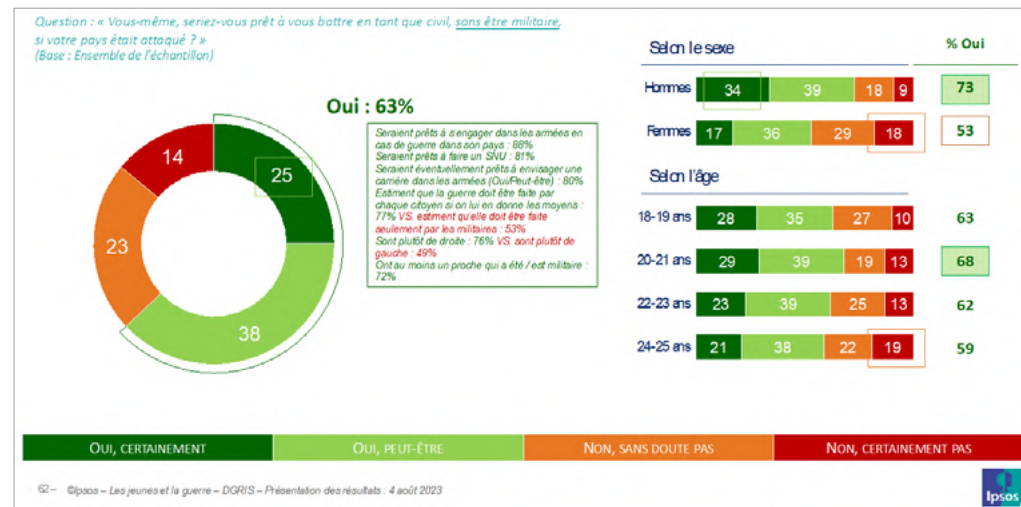 Question : « Vous-même, seriez-vous prêt à vous battre en tant que civil, sans être militaire,
si votre pays était attaqué ? »
(Base : Ensemble de l'échantillon)
Oui : 63%
14
25
23
38
Seraient prêts à s'engager dans les armées en
cas de guerre dans son pays : 88%
Seraient prêts à faire un SNU : 81%
Seraient éventuellement prêts à envisager une
carrière dans les armées (Oui/Peut-être) : 80%
Estiment que la guerre doit être faite par
chaque citoyen si on lui en donne les moyens :
77% VS. estiment qu'elle doit être faite
seulement par les militaires : 53%
Sont plutôt de droite : 76% VS. sont plutôt de
gauche : 49%
Ont au moins un proche qui a été / est militaire :
72%
Selon le sexe % Oui
Hommes 34 39 18 9 73
Femmes 17 36 29 18 53
Selon l'âge
18-19 ans 28 35 27 10 63
20-21 ans 29 39 19 13 68
22-23 ans 23 39 25 13 62
24-25 ans 21 38 22 19 59
OUI, CERTAINEMENT OUI, PEUT-ÊTRE NON, SANS DOUTE PAS NON, CERTAINEMENT PAS
62 – ©Ipsos – Les jeunes et la guerre – DGRIS – Présentation des résultats : 4 août 2023
Ipsos